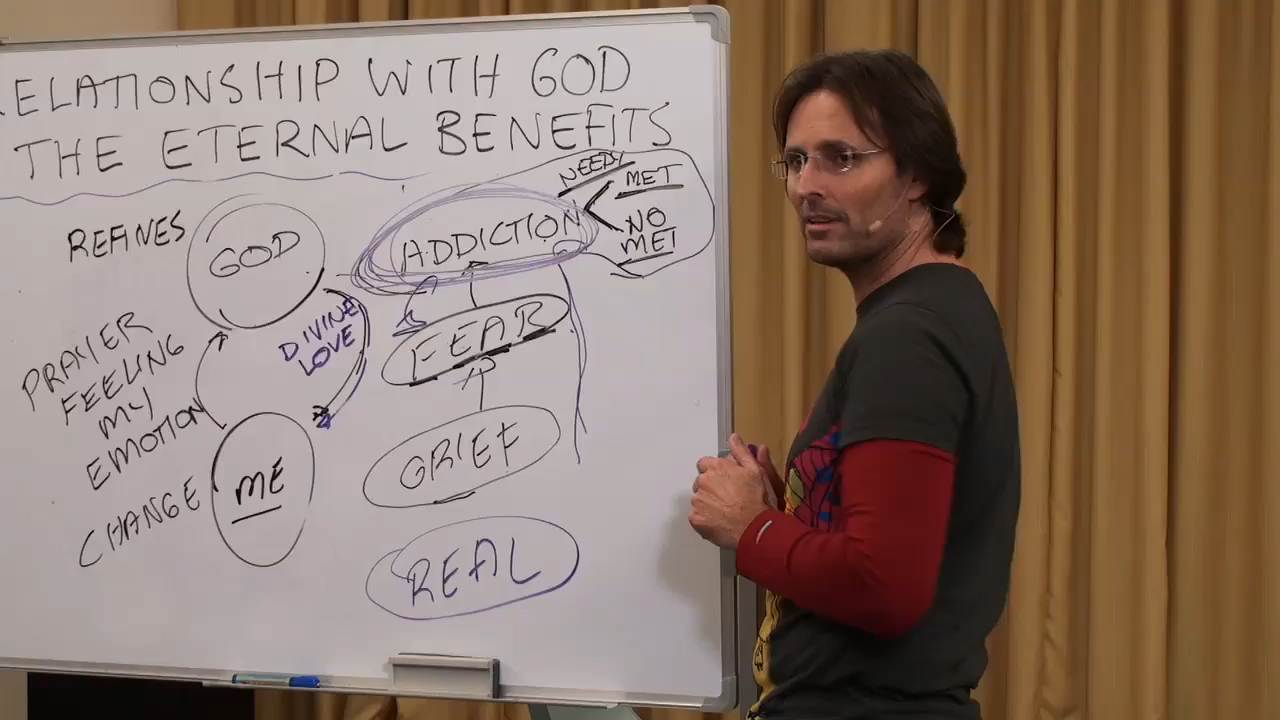 RELATIONSHIP WITH GOD
THE ETERNAL BENEFITS
REFINES
GOD
PRAYER
FEELING
MY
EMOTION
CHANGE
ME
DIVINE
LOVE
ADDICTION
NEEDS
MET
NO
MET
FEAR
GRIEF
REAL